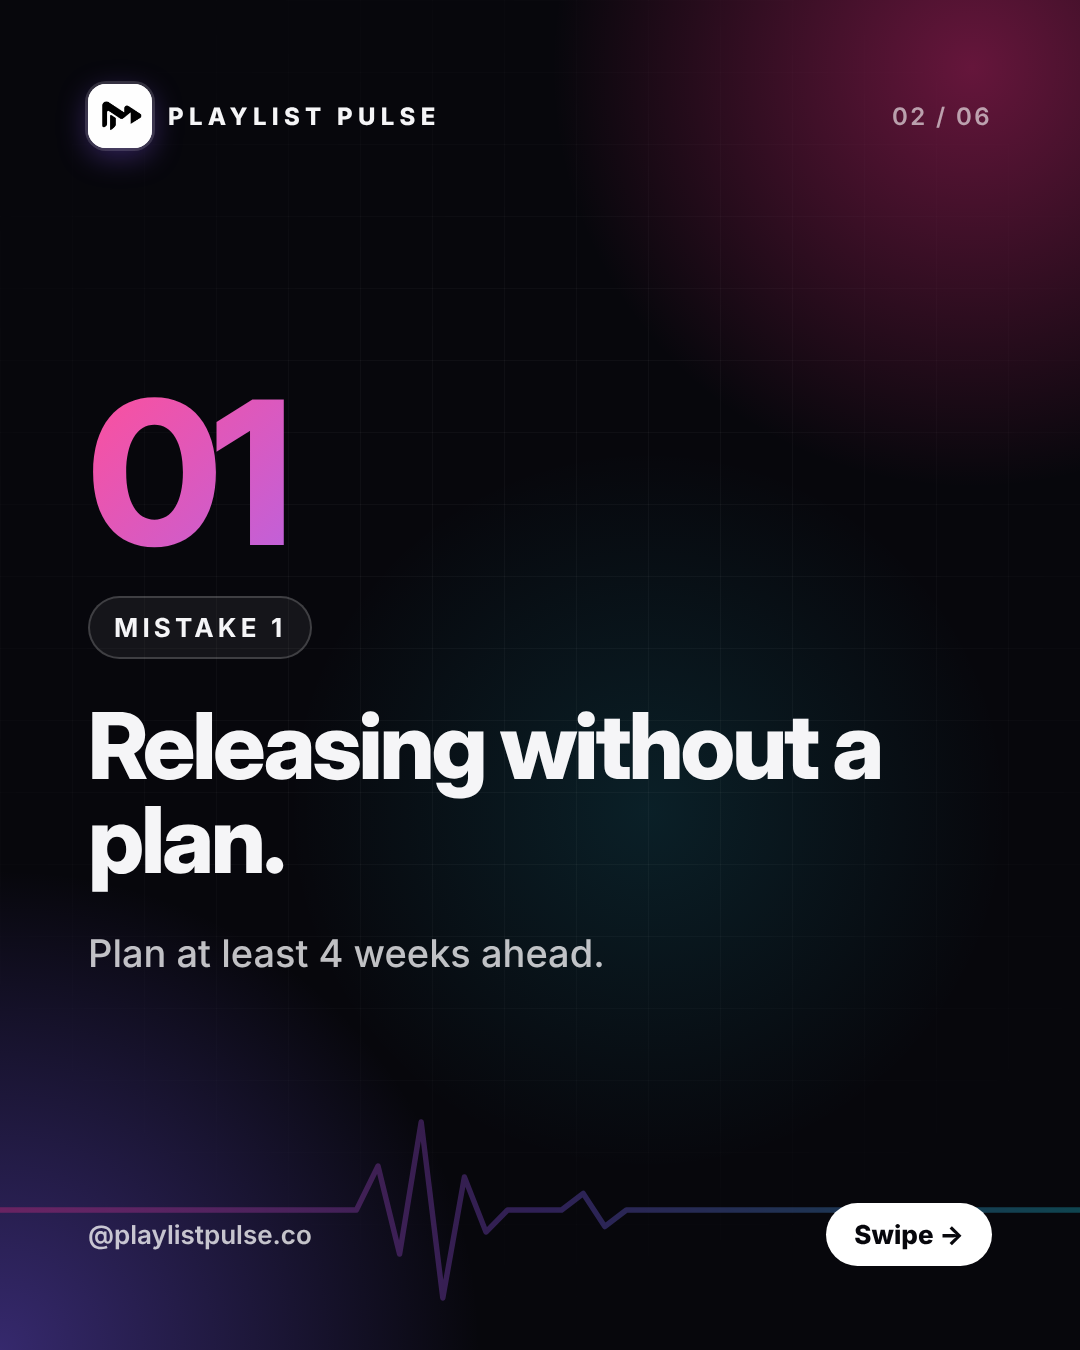 PLAYLIST PULSE
02 / 06
01
MISTAKE 1
Releasing without a
plan.
Plan at least 4 weeks ahead.
@playlistpulse.co
Swipe →